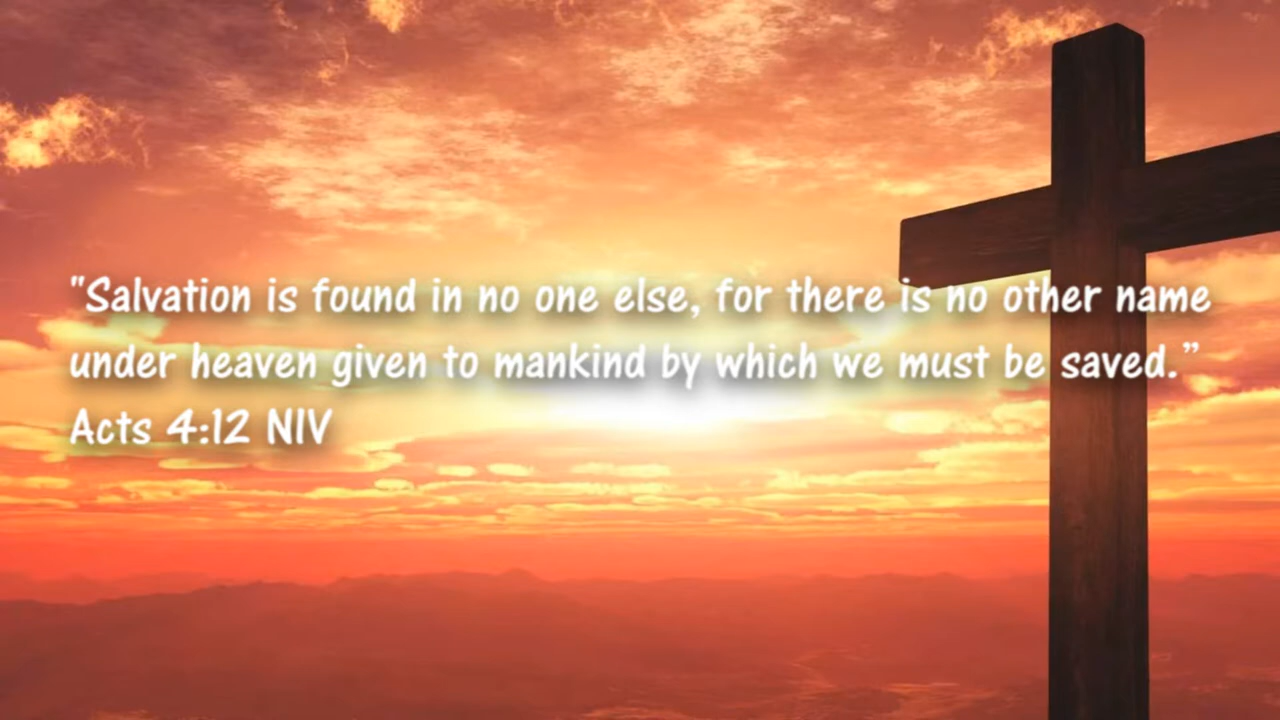 "Salvation is found in no one else, for there is no other name
under heaven given to mankind by which we must be saved.”
Acts 4:12 NIV